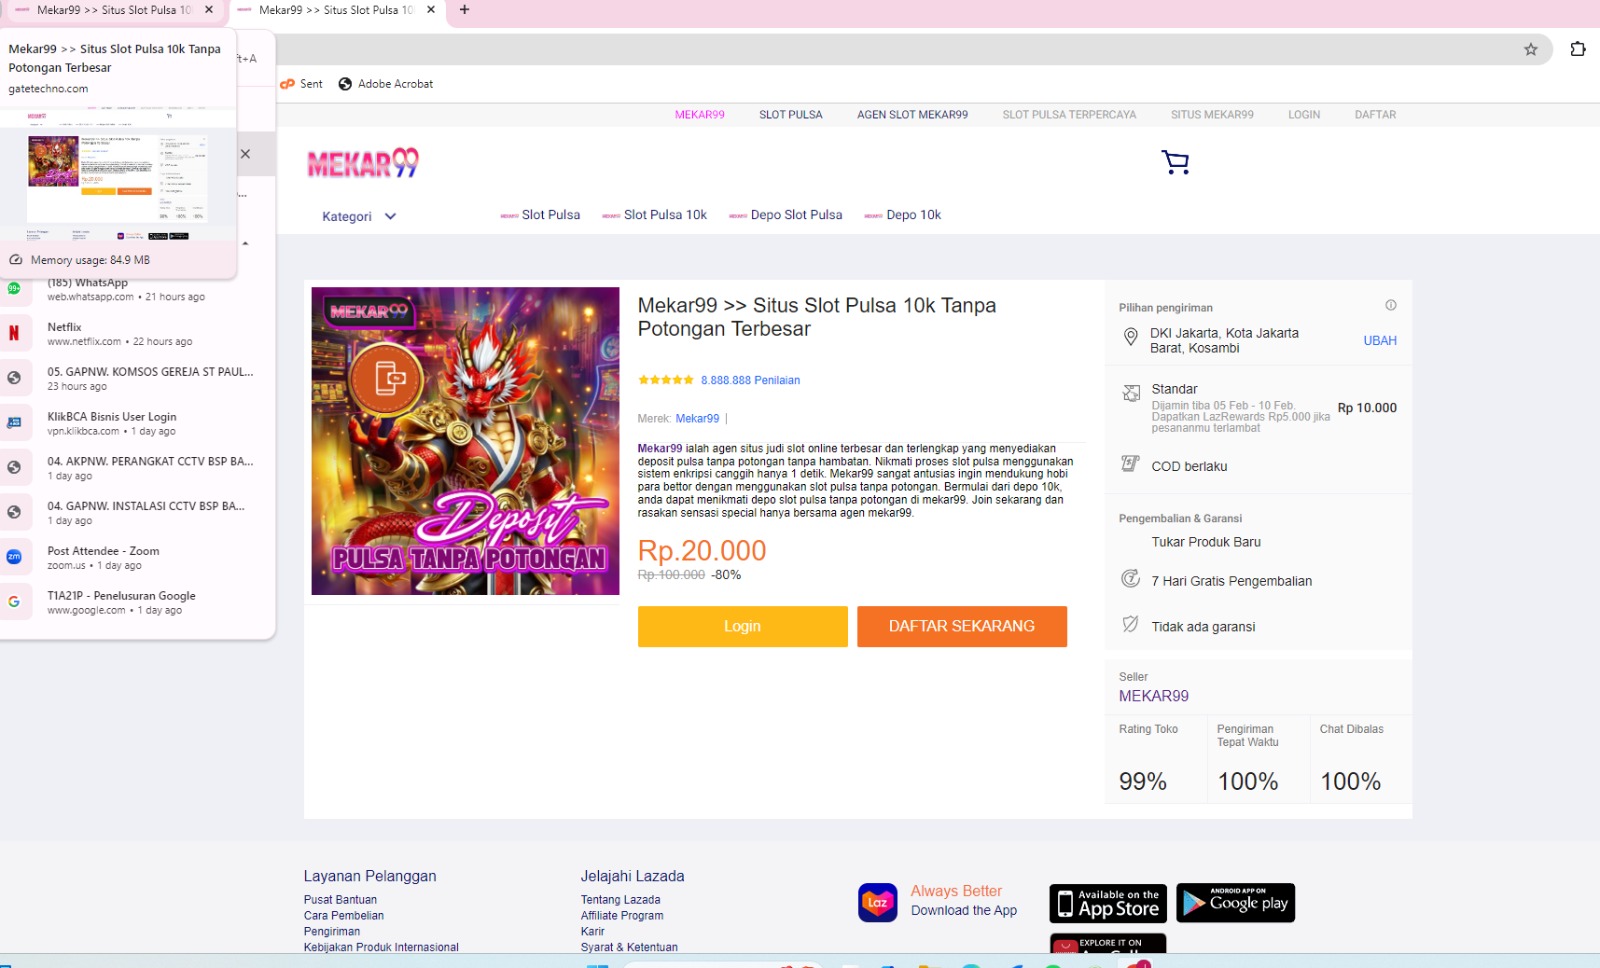 Mekar99 >> Situs Slot Pulsa 10
Mekar99 >> Situs Slot Pulsa 10
Mekar99 >> Situs Slot Pulsa 10k Tanpa
Potongan Terbesar
gatetechno.com
ft+A
MEKAR99
Memory usage: 84.9 MB
(185) WhatsApp
web.whatsapp.com • 21 hours ago
Netflix
www.netflix.com • 22 hours ago
05. GAPNW. KOMSOS GEREJA ST PAUL...
23 hours ago
KlikBCA Bisnis User Login
vpn.klikbca.com • 1 day ago
04. AKPNW. PERANGKAT CCTV BSP BA...
1 day ago
04. GAPNW. INSTALASI CCTV BSP BA...
1 day ago
Post Attendee - Zoom
zoom.us • 1 day ago
T1A21P - Penelusuran Google
www.google.com • 1 day ago
Sent
Adobe Acrobat
MEKAR99 SLOT PULSA AGEN SLOT MEKAR99 SLOT PULSA TERPERCAYA SITUS MEKAR99 LOGIN DAFTAR
MEKAR99
Kategori Slot Pulsa Slot Pulsa 10k Depo Slot Pulsa Depo 10k
MEKAR99
Deposit
PULSA TANPA POTONGAN
Mekar99 >> Situs Slot Pulsa 10k Tanpa
Potongan Terbesar
8.888.888 Penilaian
Merek: Mekar99 |
Mekar99 ialah agen situs judi slot online terbesar dan terlengkap yang menyediakan
deposit pulsa tanpa potongan tanpa hambatan. Nikmati proses slot pulsa menggunakan
sistem enkripsi canggih hanya 1 detik. Mekar99 sangat antusias ingin mendukung hobi
para bettor dengan menggunakan slot pulsa tanpa potongan. Bermulai dari depo 10k,
anda dapat menikmati depo slot pulsa tanpa potongan di mekar99. Join sekarang dan
rasakan sensasi special hanya bersama agen mekar99.
Rp.20.000
Rp.100.000 -80%
Login
DAFTAR SEKARANG
Pilihan pengiriman
DKI Jakarta, Kota Jakarta
Barat, Kosambi
UBAH
Standar
Dijamin tiba 05 Feb - 10 Feb.
Dapatkan LazRewards Rp5.000 jika
pesananmu terlambat
Rp 10.000
COD berlaku
Pengembalian & Garansi
Tukar Produk Baru
7 Hari Gratis Pengembalian
Tidak ada garansi
Seller
MEKAR99
Rating Toko
99%
Pengiriman
Tepat Waktu
100%
Chat Dibalas
100%
Layanan Pelanggan
Pusat Bantuan
Cara Pembelian
Pengiriman
Kebijakan Produk Internasional
Jelajahi Lazada
Tentang Lazada
Affiliate Program
Karir
Syarat & Ketentuan
Laz
Always Better
Download the App
Available on the
App Store
ANDROID APP ON
Google play
EXPLORE IT ON